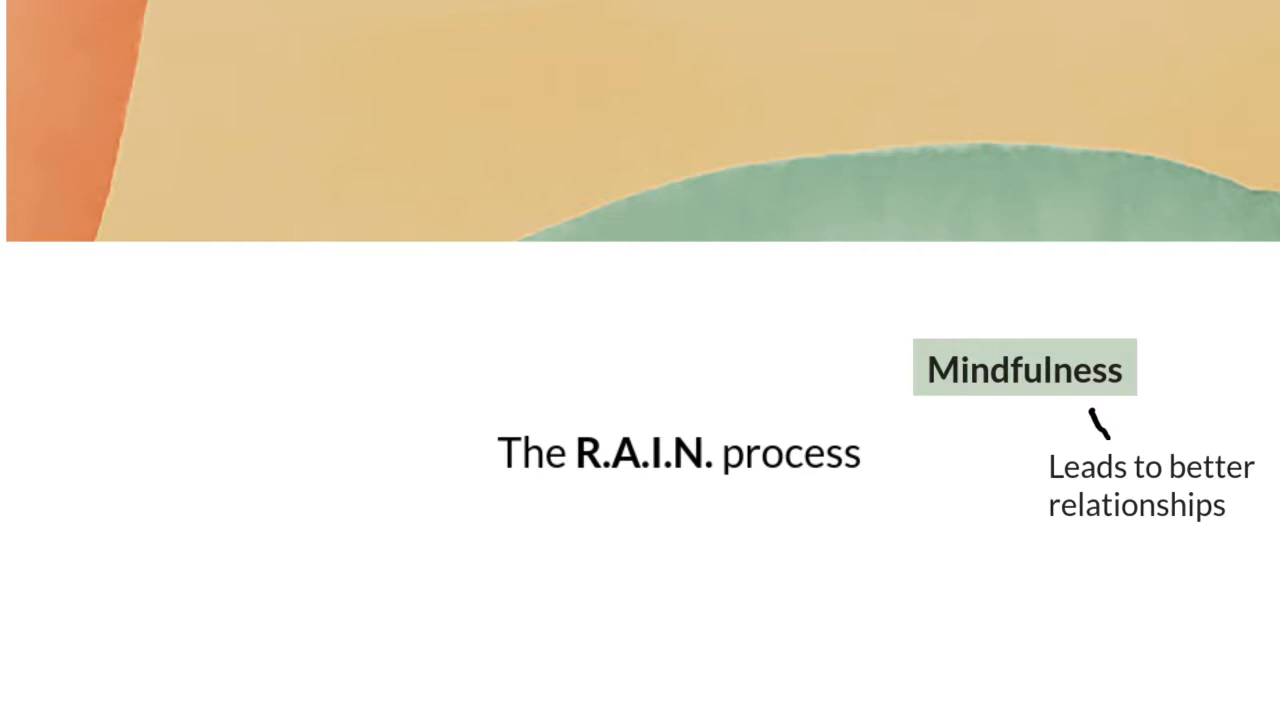 Mindfulness
The R.A.I.N. process
Leads to better
relationships